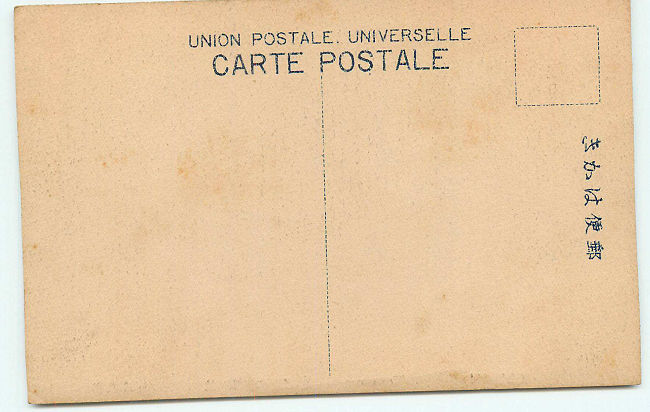 UNION POSTALE. UNIVERSELLE
CARTE POSTALE
郵便はかき